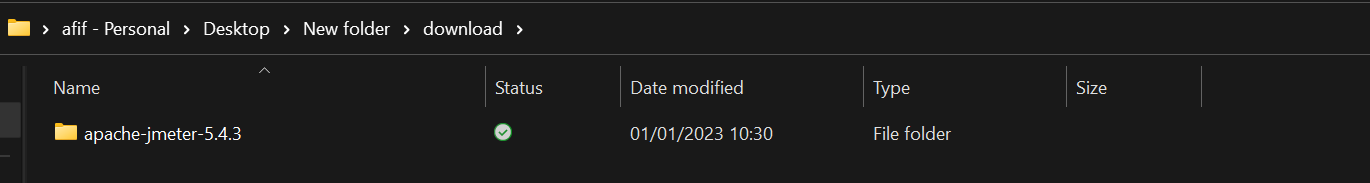 afif - Personal > Desktop > New folder > download >
Name Status Date modified Type Size
apache-jmeter-5.4.3 01/01/2023 10:30 File folder